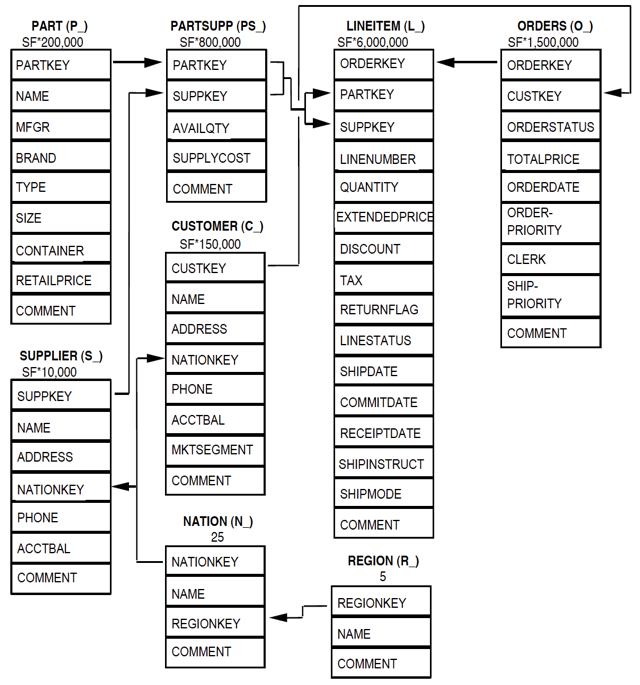 PART (P_)
SF*200,000
PARTKEY
NAME
MFGR
BRAND
TYPE
SIZE
CONTAINER
RETAILPRICE
COMMENT
SUPPLIER (S_)
SF*10,000
SUPPKEY
NAME
ADDRESS
NATIONKEY
PHONE
ACCTBAL
COMMENT
PARTSUPP (PS_)
SF*800,000
PARTKEY
SUPPKEY
AVAILQTY
SUPPLYCOST
COMMENT
CUSTOMER (C_)
SF*150,000
CUSTKEY
NAME
ADDRESS
NATIONKEY
PHONE
ACCTBAL
MKTSEGMENT
COMMENT
NATION (N_)
25
NATIONKEY
NAME
REGIONKEY
COMMENT
LINEITEM (L_)
SF*6,000,000
ORDERKEY
PARTKEY
SUPPKEY
LINENUMBER
QUANTITY
EXTENDEDPRICE
DISCOUNT
TAX
RETURNFLAG
LINESTATUS
SHIPDATE
COMMITDATE
RECEIPTDATE
SHIPINSTRUCT
SHIPMODE
COMMENT
REGION (R_)
5
REGIONKEY
NAME
COMMENT
ORDERS (O_)
SF*1,500,000
ORDERKEY
CUSTKEY
ORDERSTATUS
TOTALPRICE
ORDERDATE
ORDER-
PRIORITY
CLERK
SHIP-
PRIORITY
COMMENT